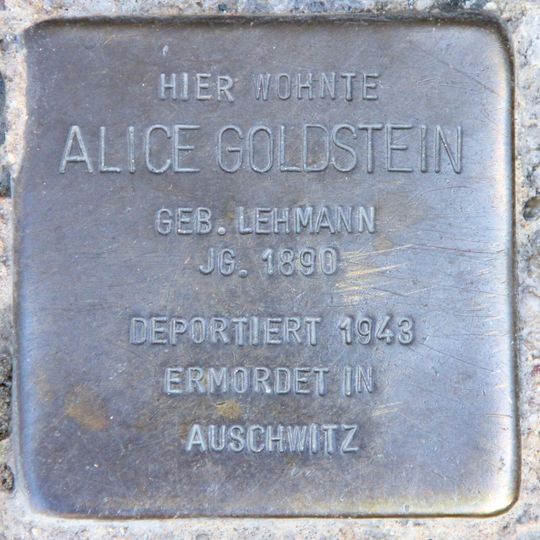 HIER WOHNTE
ALICE GOLDSTEIN
GEB. LEHMANN
JG. 1890
DEPORTIERT 1943
ERMORDET IN
AUSCHWITZ